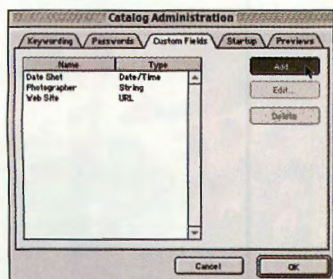 Catalog Administration
Keywording Passwords Custom Fields Startup Previews
Name Type
Date Shot Date/Time
Photographer String
Web Site URL
Add...
Edit...
Delete
Cancel OK